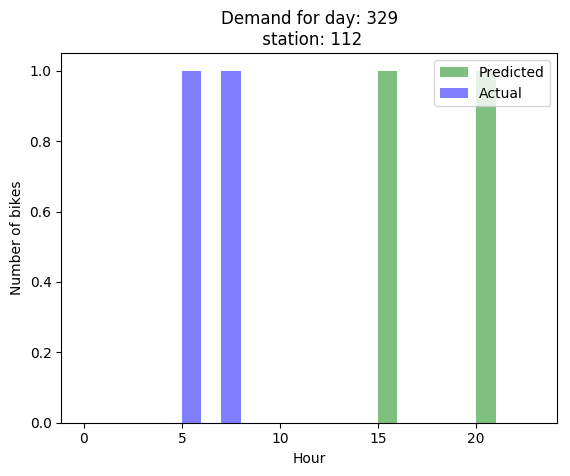 Demand for day: 329
station: 112
Predicted
Actual
1.0
0.8
0.6
0.4
0.2
0.0
Number of bikes
0 5 10 15 20
Hour